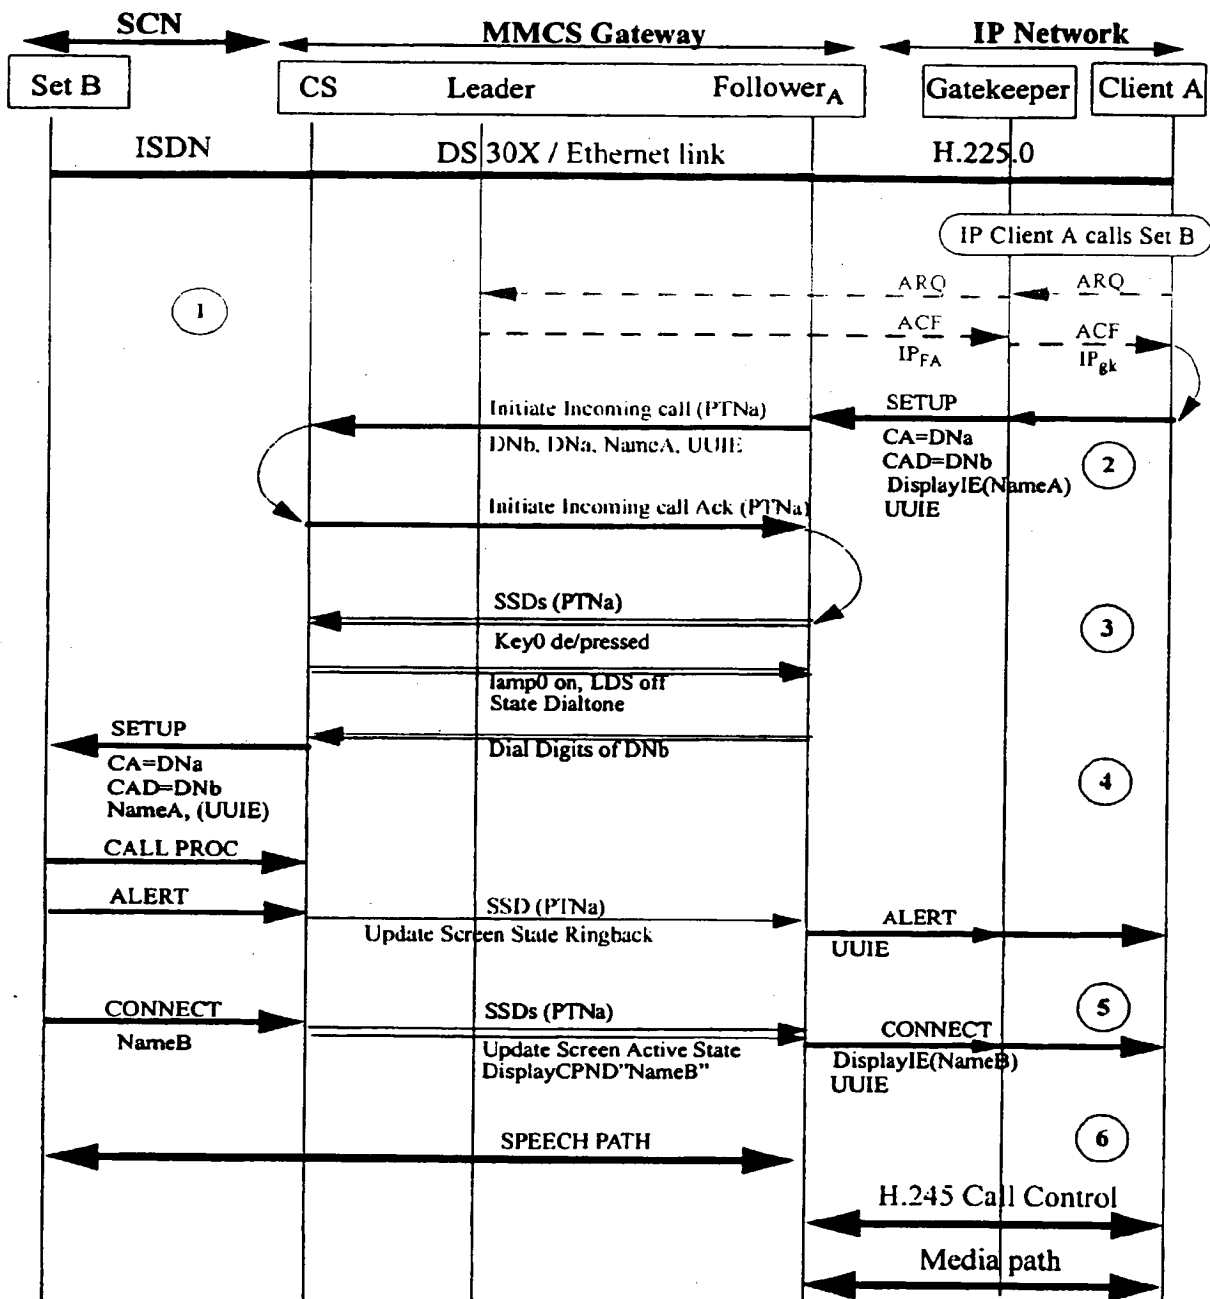 SCN MMCS Gateway IP Network
Set B CS Leader Follower_A Gatekeeper Client A
ISDN DS 30X / Ethernet link H.225.0
IP Client A calls Set B
1
ARQ ARQ
ACF ACF
IP_FA IP_gk
Initiate Incoming call (PTNa) SETUP
DNb, DNa, NameA, UUIE CA=DNa
CAD=DNb
2
DisplayIE(NameA)
UUIE
Initiate Incoming call Ack (PTNa)
SSDs (PTNa)
3
Key0 de/pressed
lamp0 on, LDS off
State Dialtone
SETUP
Dial Digits of DNb
CA=DNa
CAD=DNb
4
NameA, (UUIE)
CALL PROC
ALERT SSD (PTNa) ALERT
Update Screen State Ringback UUIE
CONNECT SSDs (PTNa)
5
NameB Update Screen Active State CONNECT
DisplayCPND"NameB" DisplayIE(NameB)
UUIE
SPEECH PATH
6
H.245 Call Control
Media path